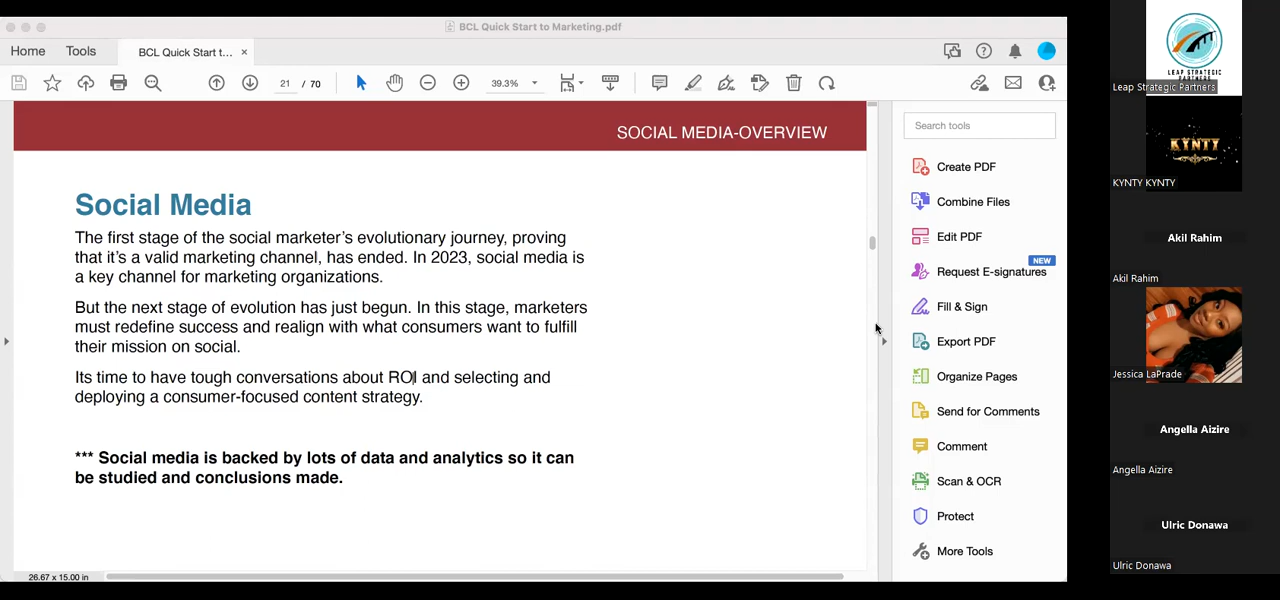 BCL Quick Start to Marketing.pdf
Home
Tools
BCL Quick Start t...
21 / 70
39.3%
SOCIAL MEDIA-OVERVIEW
Social Media
The first stage of the social marketer's evolutionary journey, proving
that it's a valid marketing channel, has ended. In 2023, social media is
a key channel for marketing organizations.
But the next stage of evolution has just begun. In this stage, marketers
must redefine success and realign with what consumers want to fulfill
their mission on social.
Its time to have tough conversations about ROI and selecting and
deploying a consumer-focused content strategy.
*** Social media is backed by lots of data and analytics so it can
be studied and conclusions made.
26.67 x 15.00 in
Search tools
Create PDF
Combine Files
Edit PDF
NEW
Request E-signatures
Fill & Sign
Export PDF
Organize Pages
Send for Comments
Comment
Scan & OCR
Protect
More Tools
LEAP STRATEGIC
PARTNERS
Leap Strategic Partners
KYNTY
KYNTY KYNTY
Akil Rahim
Akil Rahim
Jessica LaPrade
Angella Aizire
Angella Aizire
Ulric Donawa
Ulric Donawa